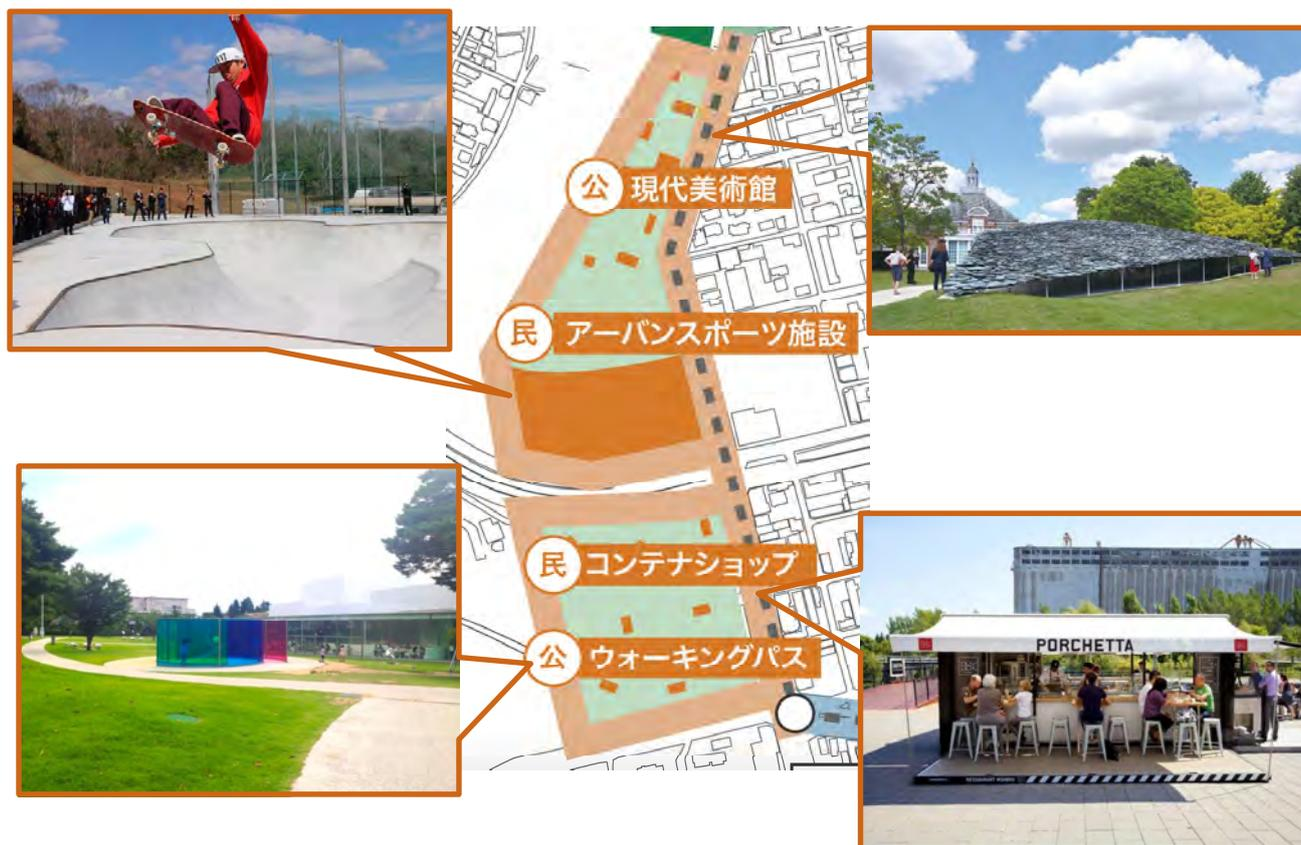 公 現代美術館
民 アーバンスポーツ施設
民 コンテナショップ
公 ウォーキングパス
PORCHETTA